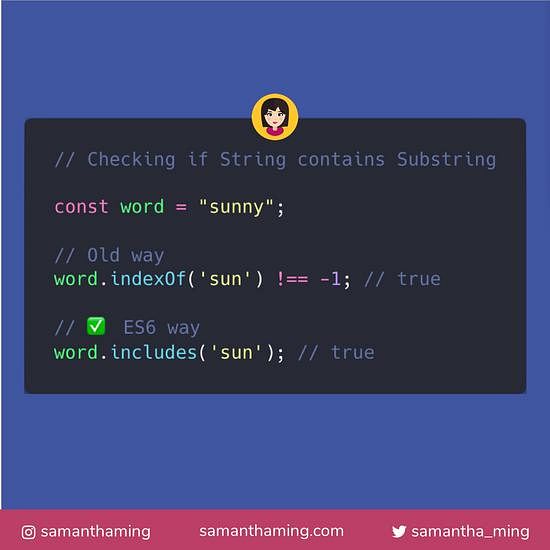 // Checking if String contains Substring
const word = "sunny";
// Old way
word.indexOf('sun') !== -1; // true
// ✅ ES6 way
word.includes('sun'); // true
samanthaming samanthaming.com samantha_ming